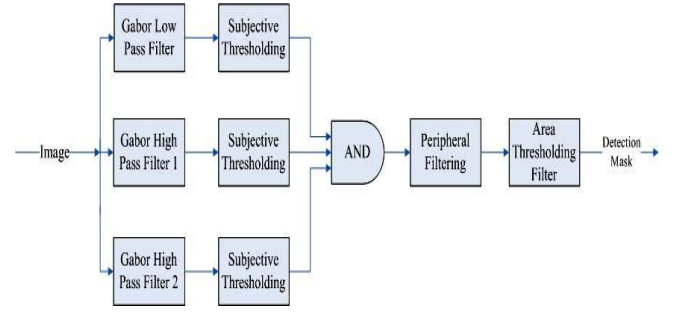 Gabor Low
Pass Filter
Subjective
Thresholding
Image
Gabor High
Pass Filter 1
Subjective
Thresholding
AND
Peripheral
Filtering
Area
Thresholding
Filter
Detection
Mask
Gabor High
Pass Filter 2
Subjective
Thresholding